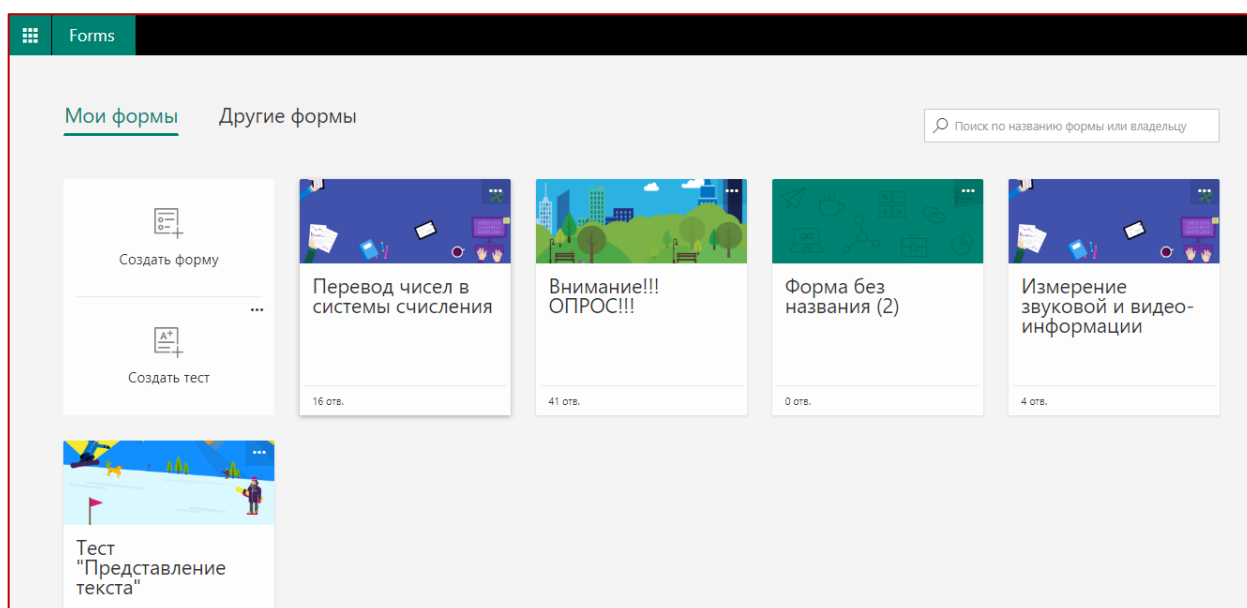 Forms
Мои формы
Другие формы
Поиск по названию формы или владельцу
Создать форму
Создать тест
Перевод чисел в
системы счисления
16 отв.
Внимание!!!
ОПРОС!!!
41 отв.
Форма без
названия (2)
0 отв.
Измерение
звуковой и видео-
информации
4 отв.
Тест
"Представление
текста"